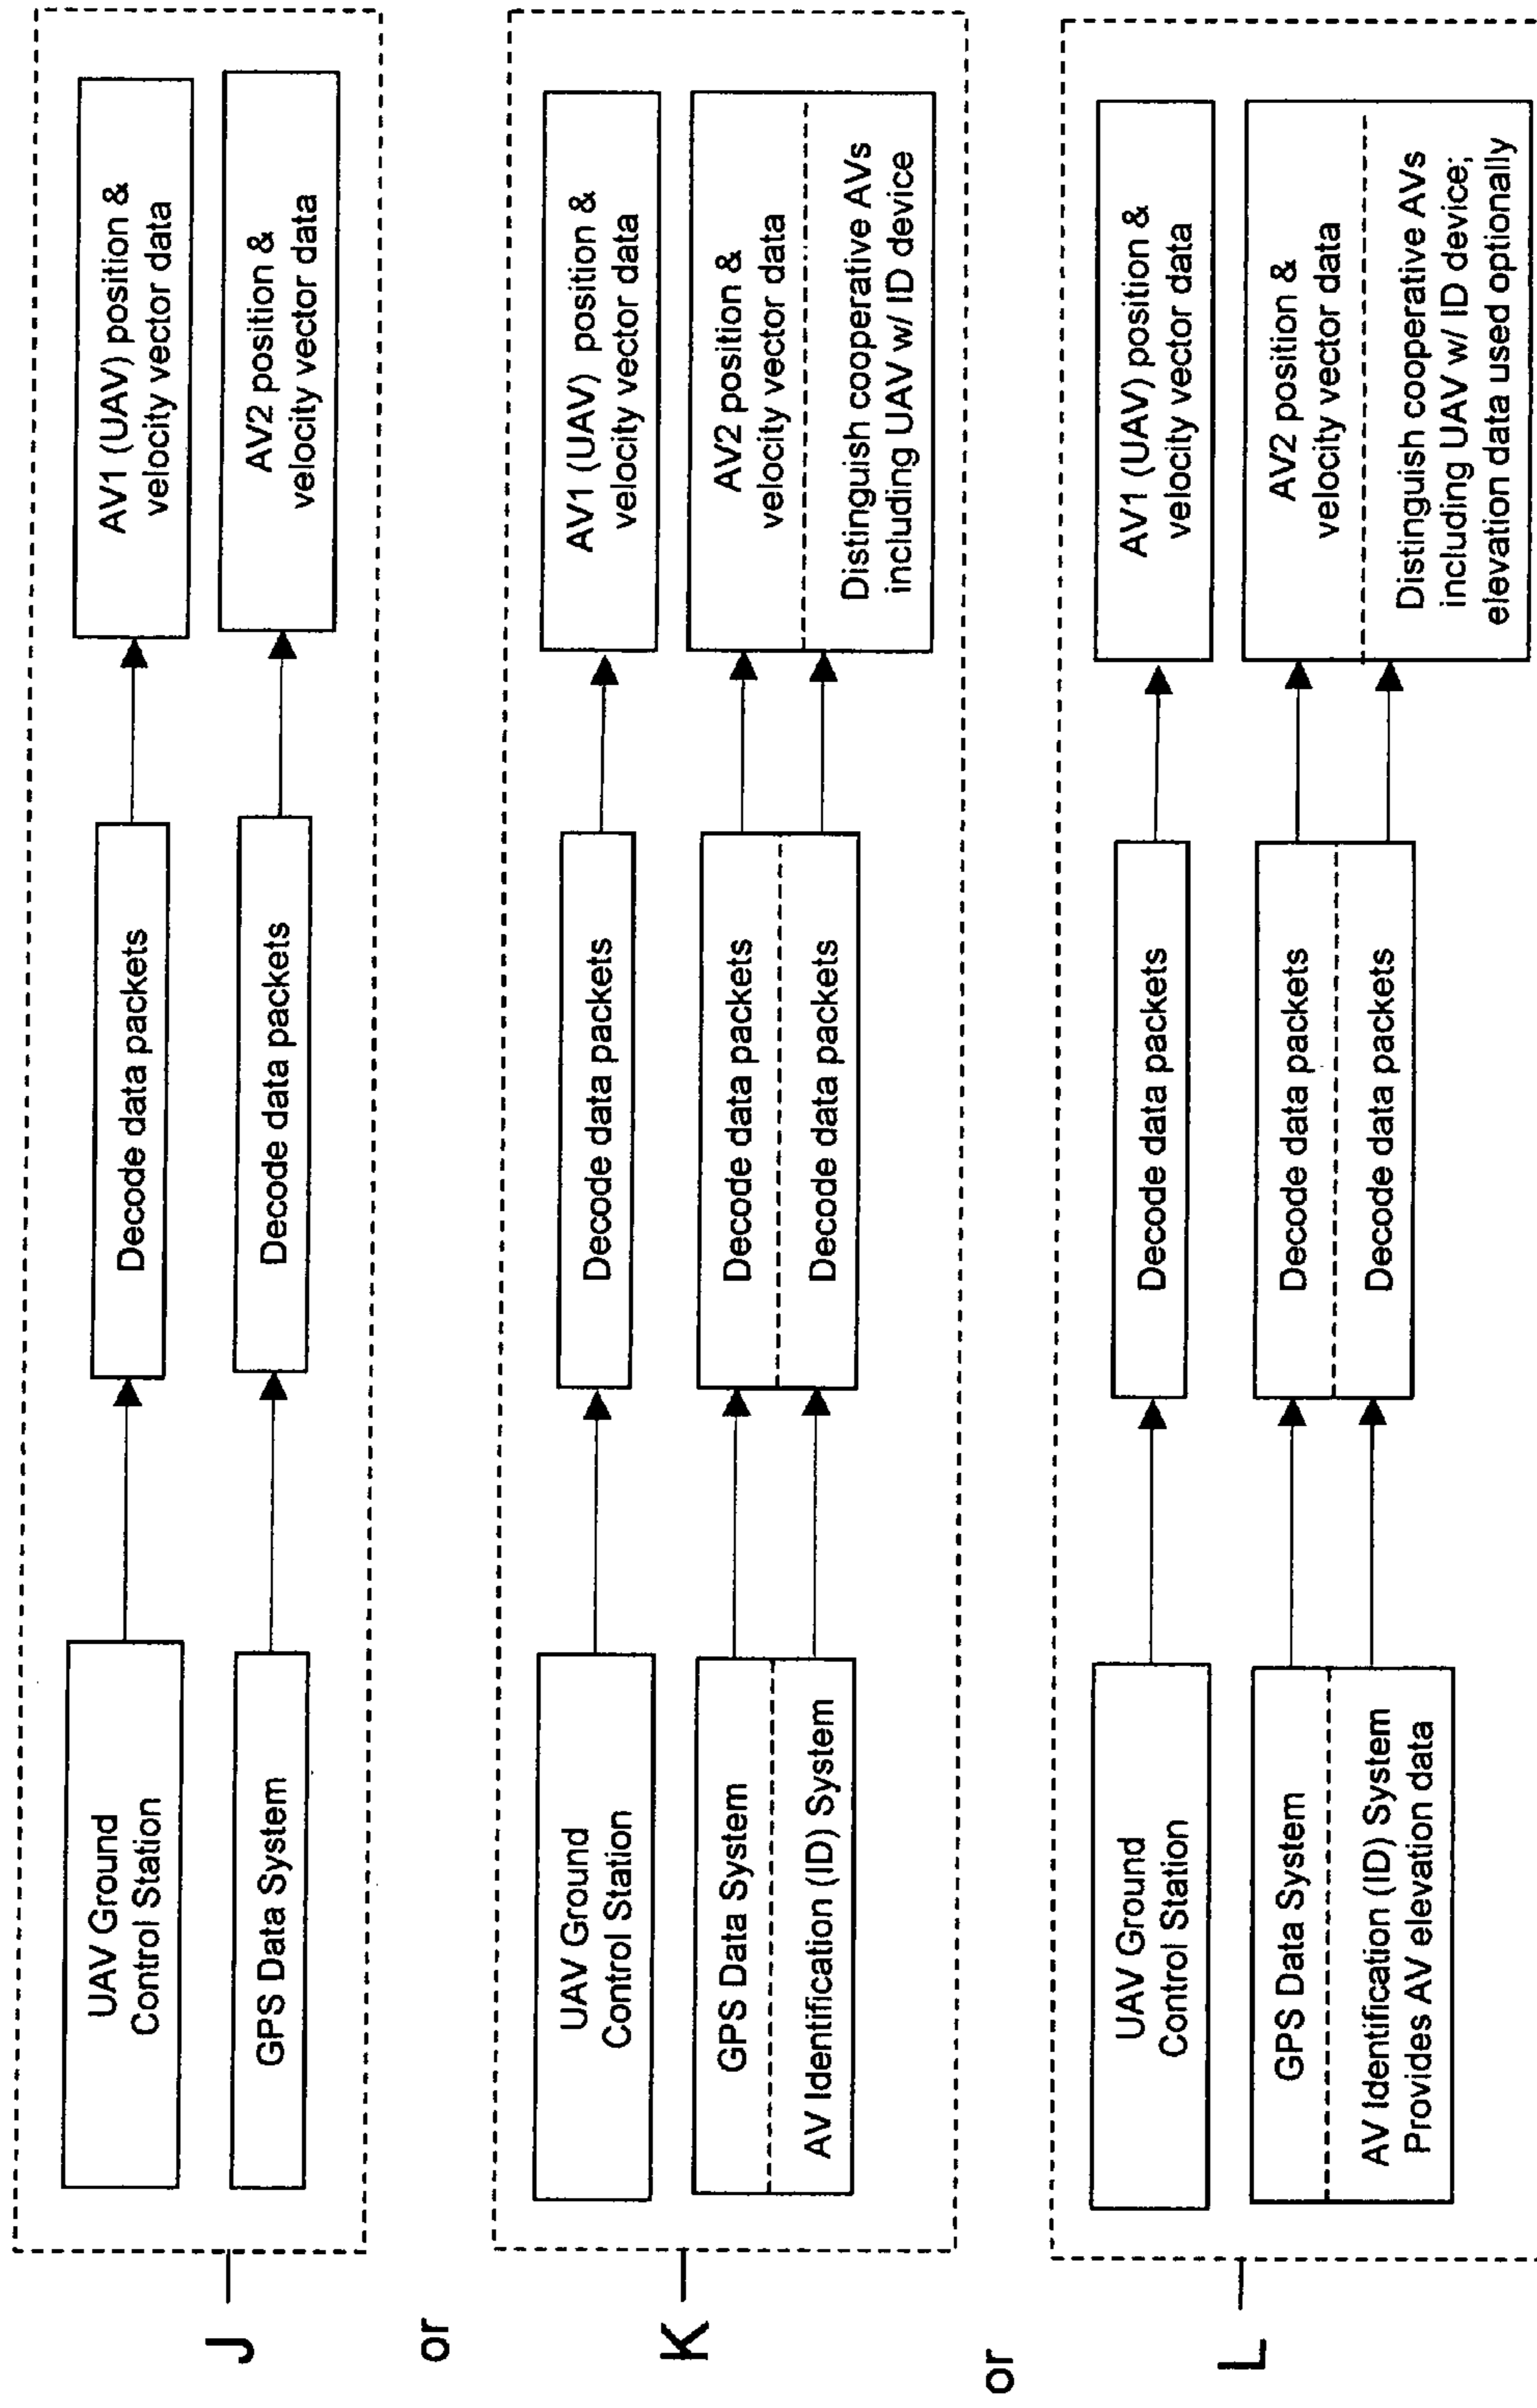 J
UAV Ground
Control Station
Decode data packets
AV1 (UAV) position &
velocity vector data
GPS Data System
Decode data packets
AV2 position &
velocity vector data
or
K
UAV Ground
Control Station
Decode data packets
AV1 (UAV) position &
velocity vector data
GPS Data System
Decode data packets
AV2 position &
velocity vector data
AV Identification (ID) System
Decode data packets
Distinguish cooperative AVs
including UAV w/ ID device
or
L
UAV Ground
Control Station
Decode data packets
AV1 (UAV) position &
velocity vector data
GPS Data System
Decode data packets
AV2 position &
velocity vector data
AV Identification (ID) System
Provides AV elevation data
Decode data packets
Distinguish cooperative AVs
including UAV w/ ID device;
elevation data used optionally